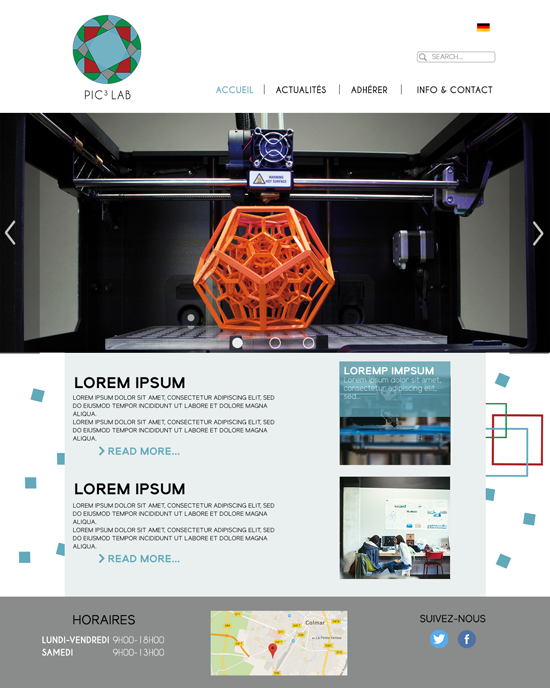 SEARCH...
PIC³ LAB
ACCUEIL
ACTUALITÉS
ADHÉRER
INFO & CONTACT
WARNING
HOT SURFACE
LOREM IPSUM
LOREM IPSUM DOLOR SIT AMET, CONSECTETUR ADIPISCING ELIT, SED
DO EIUSMOD TEMPOR INCIDIDUNT UT LABORE ET DOLORE MAGNA
ALIQUA.
LOREM IPSUM DOLOR SIT AMET, CONSECTETUR ADIPISCING ELIT, SED
DO EIUSMOD TEMPOR INCIDIDUNT UT LABORE ET DOLORE MAGNA
ALIQUA.
READ MORE...
LOREMP IMPSUM
Lorem ipsum dolor sit amet,
consectetur adipiscing elit,
sed...
LOREM IPSUM
LOREM IPSUM DOLOR SIT AMET, CONSECTETUR ADIPISCING ELIT, SED
DO EIUSMOD TEMPOR INCIDIDUNT UT LABORE ET DOLORE MAGNA
ALIQUA.
LOREM IPSUM DOLOR SIT AMET, CONSECTETUR ADIPISCING ELIT, SED
DO EIUSMOD TEMPOR INCIDIDUNT UT LABORE ET DOLORE MAGNA
ALIQUA.
READ MORE...
HORAIRES
LUNDI-VENDREDI 9H00-18H00
SAMEDI 9H00-13H00
Colmar
SUIVEZ-NOUS